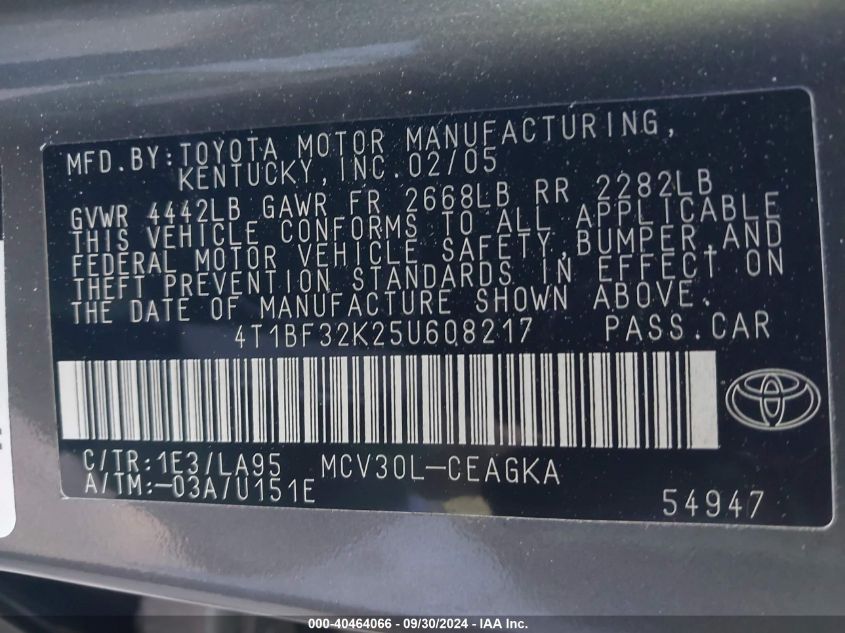 MFD.BY:TOYOTA MOTOR MANUFACTURING,
KENTUCKY,INC.02/05
GVWR 4442LB GAWR FR 2668LB RR 2282LB
THIS VEHICLE CONFORMS TO ALL APPLICABLE
FEDERAL MOTOR VEHICLE SAFETY,BUMPER,AND
THEFT PREVENTION STANDARDS IN EFFECT ON
THE DATE OF MANUFACTURE SHOWN ABOVE.
4T1BF32K25U608217 PASS.CAR
C/TR:1E3/LA95 MCV30L-CEAGKA
A/TM:-03A/U151E
54947
000-40464066 - 09/30/2024 - IAA Inc.